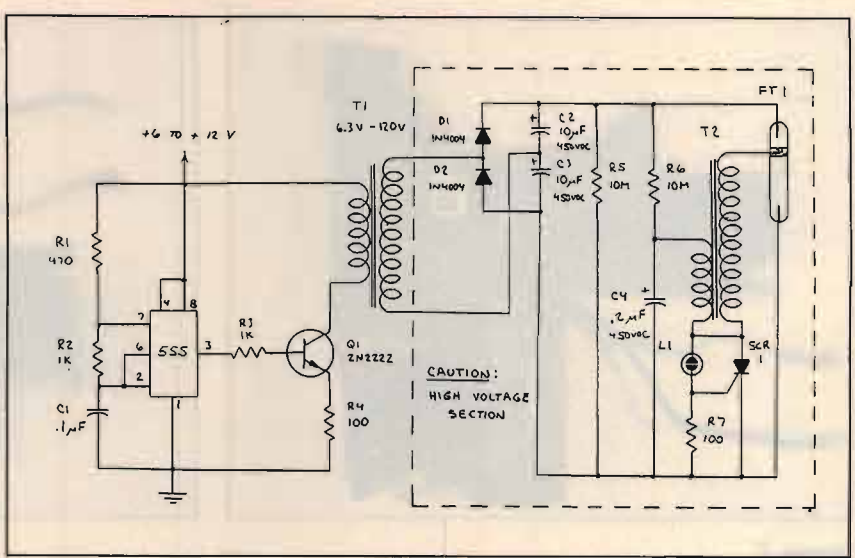 +6 TO +12 V
R1
470
R2
1K
C1
.1µF
7
6
2
4
8
555
3
1
R3
1K
Q1
2N2222
R4
100
T1
6.3V - 120V
D1
1N4004
D2
1N4004
C2
10µF
450VDC
C3
10µF
450VDC
R5
10M
R6
10M
T2
FT1
C4
.2µF
450VDC
L1
SCR
1
R7
100
CAUTION:
HIGH VOLTAGE
SECTION